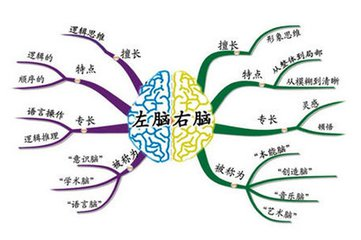 左脑右脑
擅长
逻辑思维
特点
逻辑的
顺序的
专长
语言操作
逻辑推理
被称为
“意识脑”
“学术脑”
“语言脑”
擅长
形象思维
特点
从整体到局部
从模糊到清晰
专长
灵感
顿悟
被称为
“本能脑”
“创造脑”
“音乐脑”
“艺术脑”